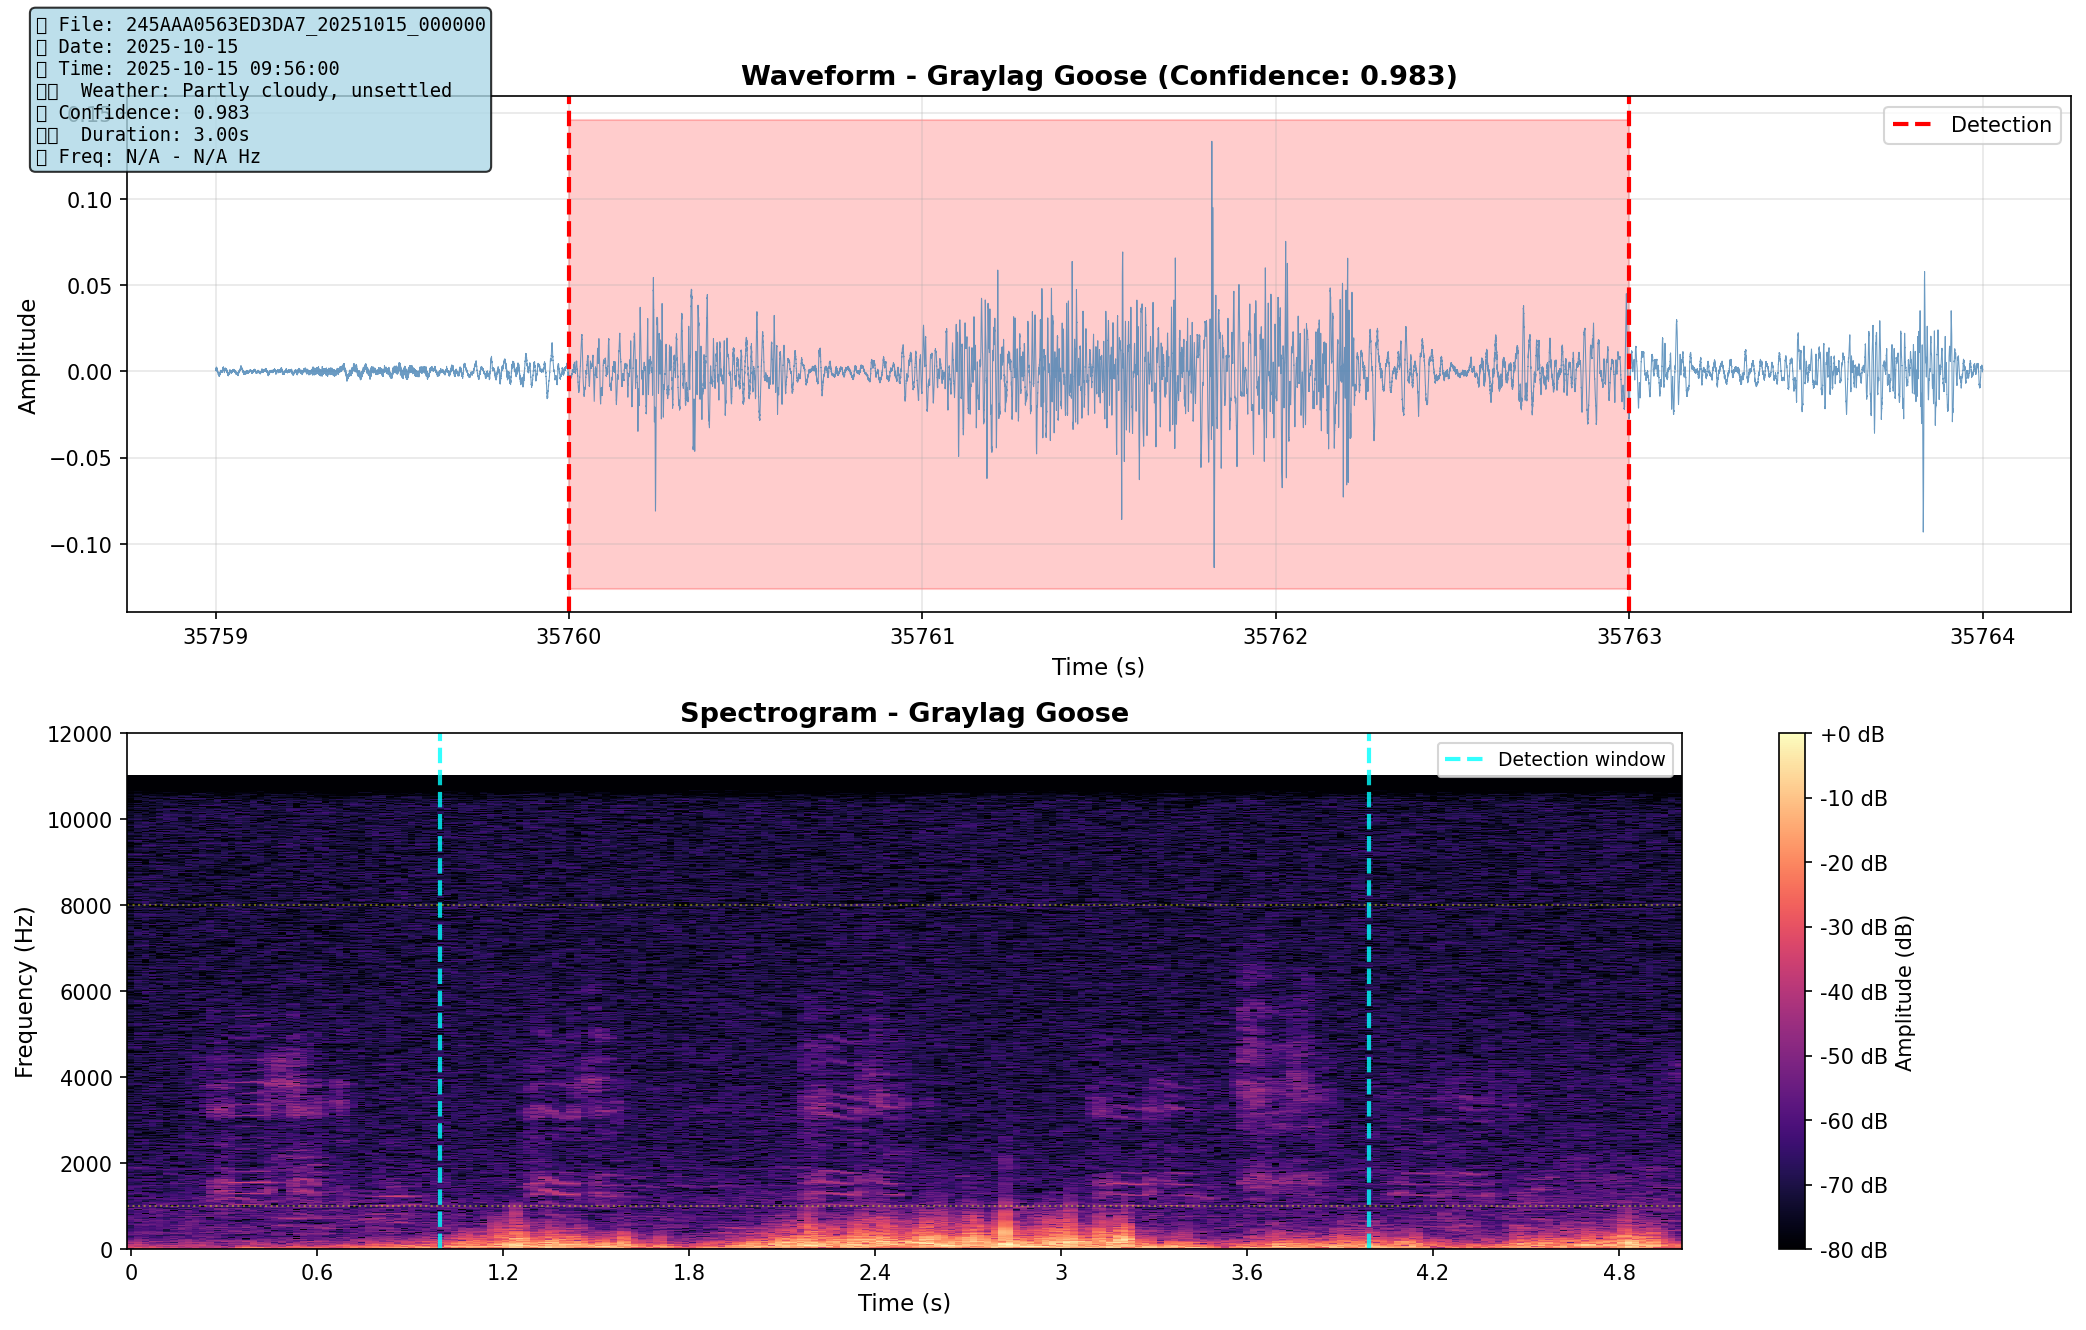 File: 245AAA0563ED3DA7_20251015_000000
Date: 2025-10-15
Time: 2025-10-15 09:56:00
Weather: Partly cloudy, unsettled
Confidence: 0.983
Duration: 3.00s
Freq: N/A - N/A Hz
Waveform - Graylag Goose (Confidence: 0.983)
Detection
Amplitude
0.15
0.10
0.05
0.00
−0.05
−0.10
35759 35760 35761 35762 35763 35764
Time (s)
Spectrogram - Graylag Goose
Detection window
Frequency (Hz)
12000
10000
8000
6000
4000
2000
0
0 0.6 1.2 1.8 2.4 3 3.6 4.2 4.8
Time (s)
+0 dB
-10 dB
-20 dB
-30 dB
-40 dB
-50 dB
-60 dB
-70 dB
-80 dB
Amplitude (dB)